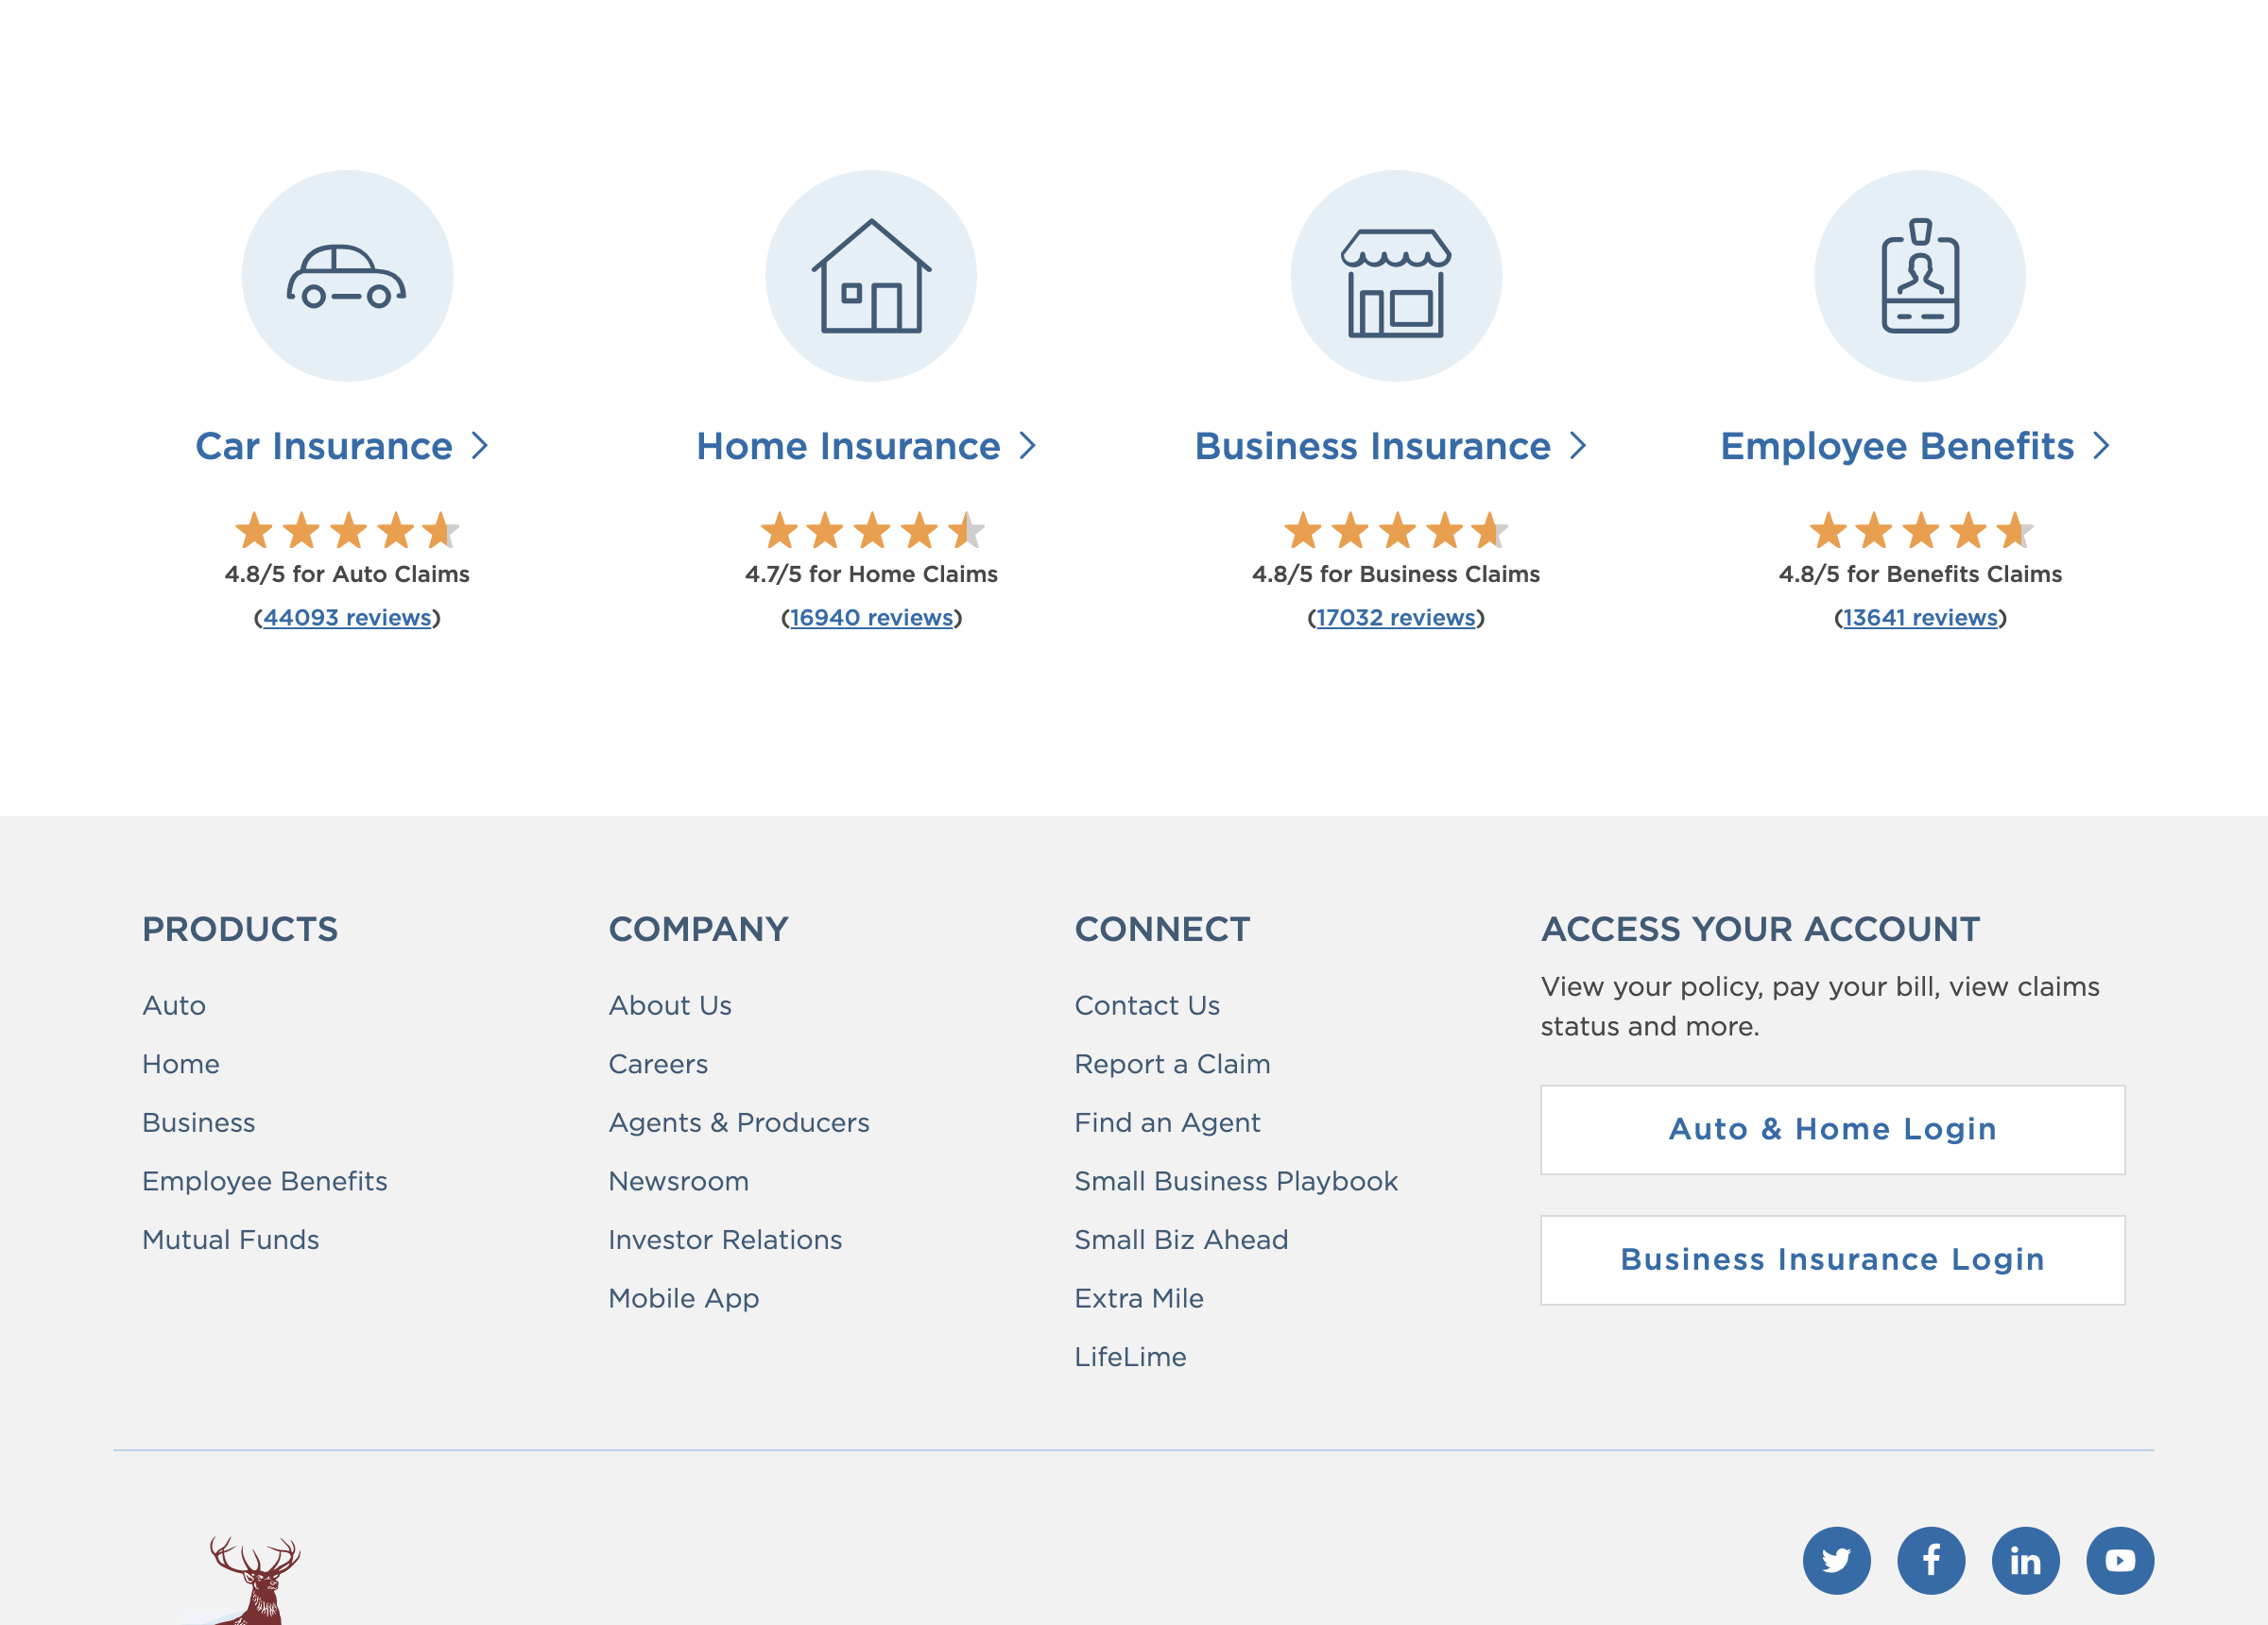 Car Insurance
4.8/5 for Auto Claims
(44093 reviews)
Home Insurance
4.7/5 for Home Claims
(16940 reviews)
Business Insurance
4.8/5 for Business Claims
(17032 reviews)
Employee Benefits
4.8/5 for Benefits Claims
(13641 reviews)
PRODUCTS
Auto
Home
Business
Employee Benefits
Mutual Funds
COMPANY
About Us
Careers
Agents & Producers
Newsroom
Investor Relations
Mobile App
CONNECT
Contact Us
Report a Claim
Find an Agent
Small Business Playbook
Small Biz Ahead
Extra Mile
LifeLime
ACCESS YOUR ACCOUNT
View your policy, pay your bill, view claims
status and more.
Auto & Home Login
Business Insurance Login